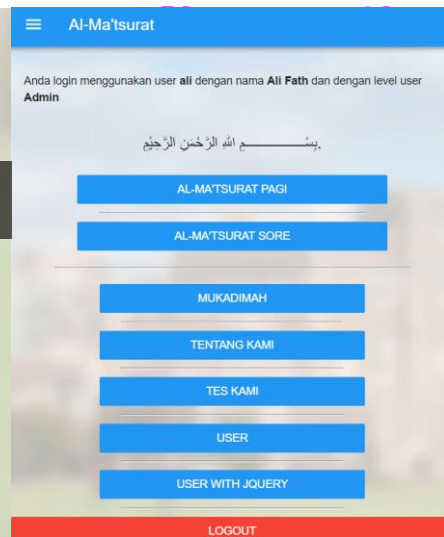 Al-Ma'tsurat
Anda login menggunakan user ali dengan nama Ali Fath dan dengan level user
Admin
بِسْــــــــــمِ اللهِ الرَّحْمَنِ الرَّحِيْمِ.
AL-MA'TSURAT PAGI
AL-MA'TSURAT SORE
MUKADIMAH
TENTANG KAMI
TES KAMI
USER
USER WITH JQUERY
LOGOUT